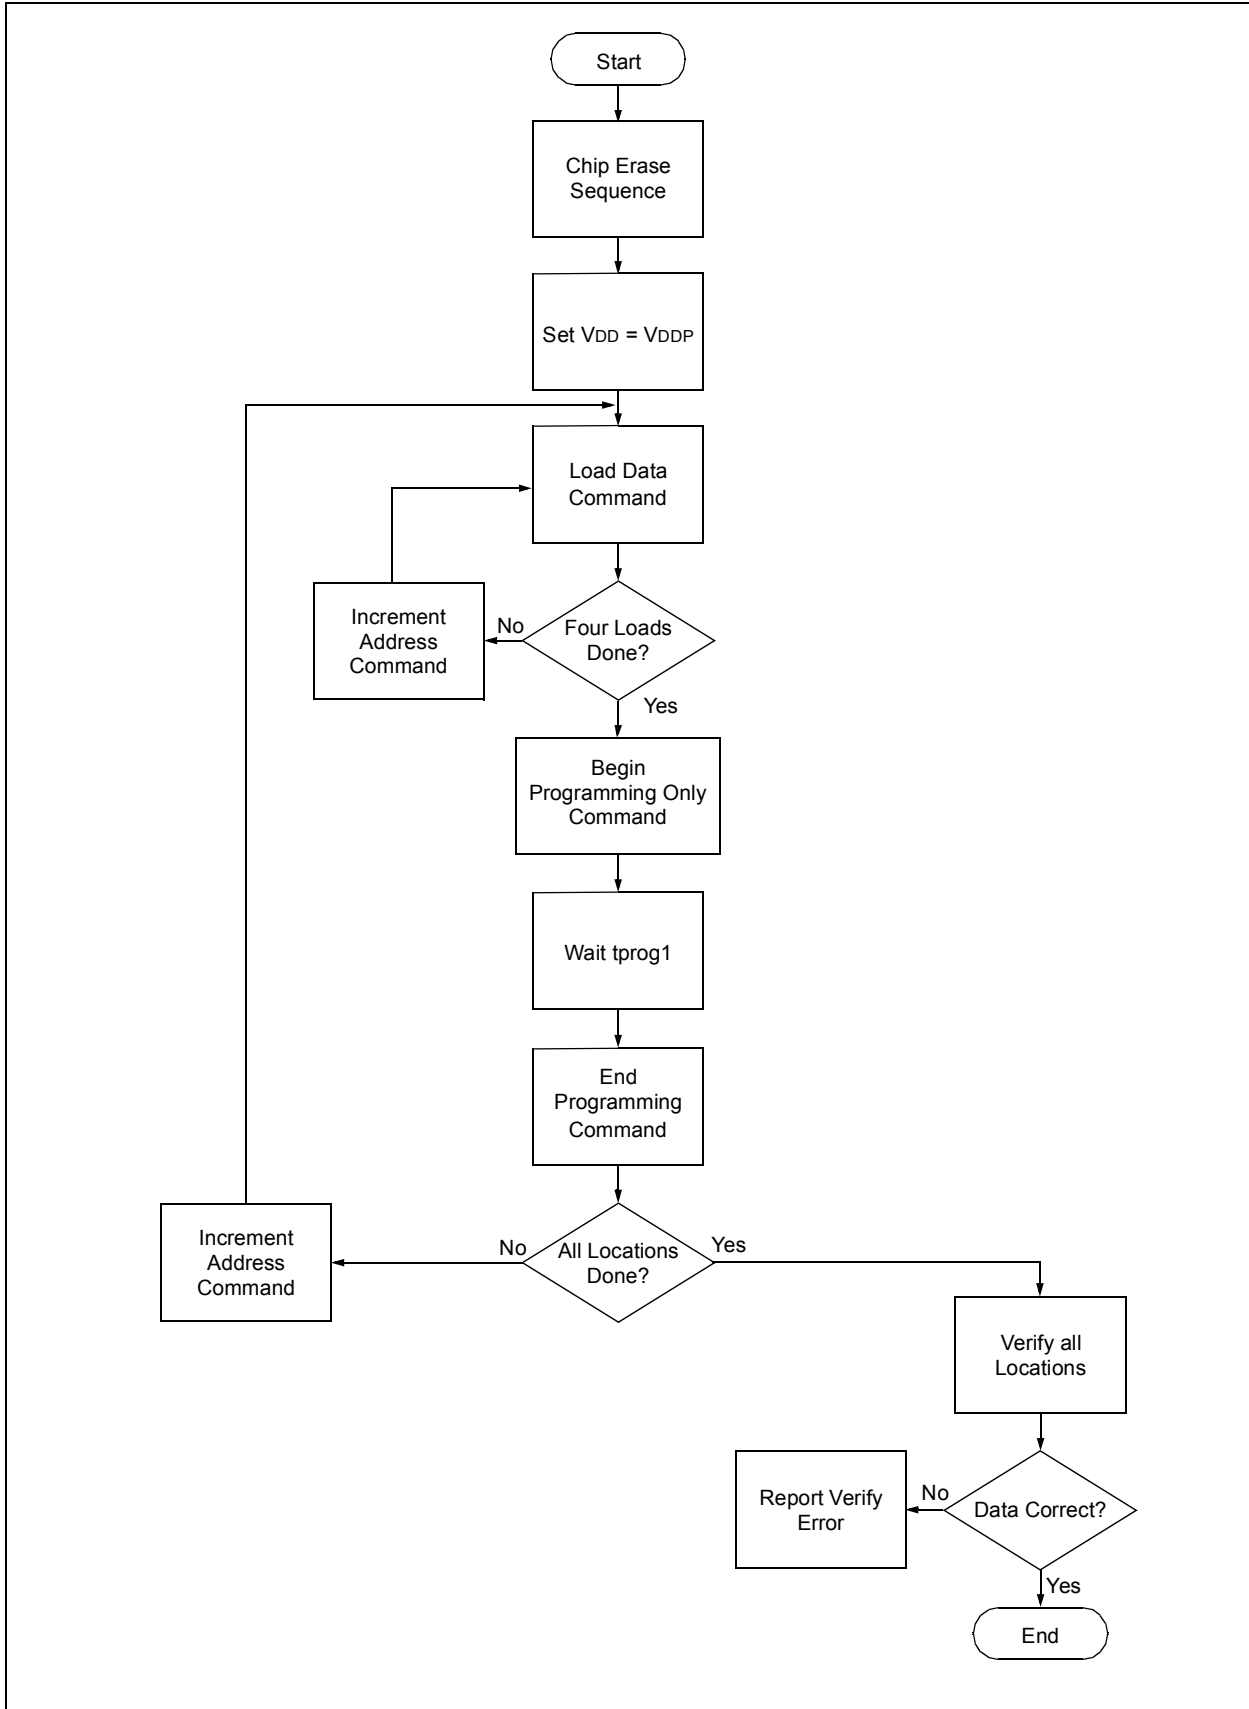 Start
Chip Erase
Sequence
Set VDD = VDDP
Load Data
Command
Increment
Address
Command
No
Four Loads
Done?
Yes
Begin
Programming Only
Command
Wait tprog1
End
Programming
Command
Increment
Address
Command
No
All Locations
Done?
Yes
Verify all
Locations
Report Verify
Error
No
Data Correct?
Yes
End